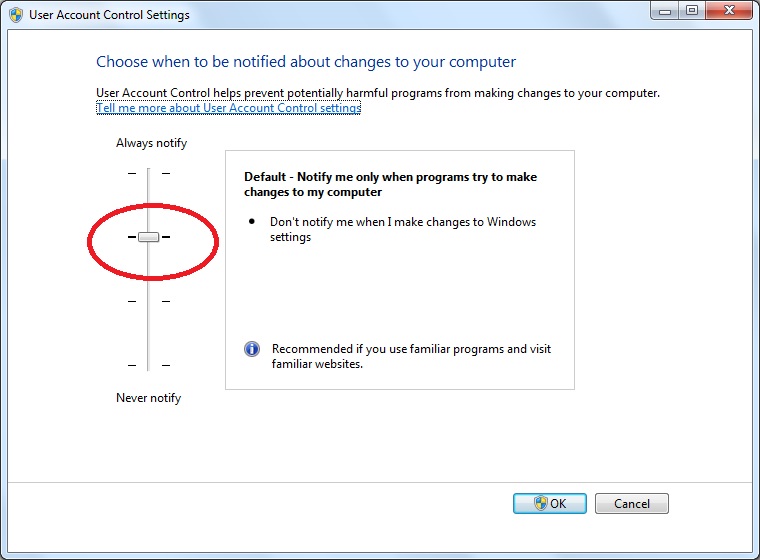 User Account Control Settings
Choose when to be notified about changes to your computer
User Account Control helps prevent potentially harmful programs from making changes to your computer.
Tell me more about User Account Control settings
Always notify
Default - Notify me only when programs try to make
changes to my computer
• Don't notify me when I make changes to Windows
settings
Recommended if you use familiar programs and visit
familiar websites.
Never notify
OK
Cancel